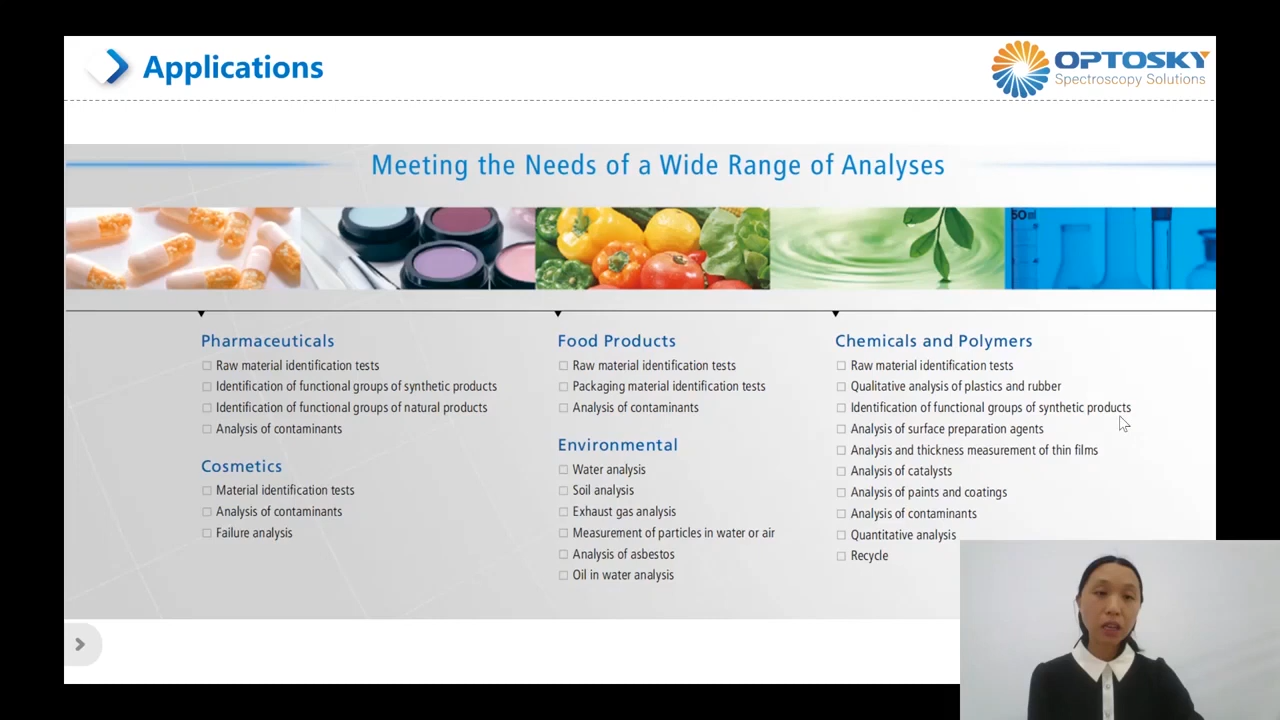 Applications
OPTOSKY
Spectroscopy Solutions
Meeting the Needs of a Wide Range of Analyses
50ml
Pharmaceuticals
Raw material identification tests
Identification of functional groups of synthetic products
Identification of functional groups of natural products
Analysis of contaminants
Cosmetics
Material identification tests
Analysis of contaminants
Failure analysis
Food Products
Raw material identification tests
Packaging material identification tests
Analysis of contaminants
Environmental
Water analysis
Soil analysis
Exhaust gas analysis
Measurement of particles in water or air
Analysis of asbestos
Oil in water analysis
Chemicals and Polymers
Raw material identification tests
Qualitative analysis of plastics and rubber
Identification of functional groups of synthetic products
Analysis of surface preparation agents
Analysis and thickness measurement of thin films
Analysis of catalysts
Analysis of paints and coatings
Analysis of contaminants
Quantitative analysis
Recycle